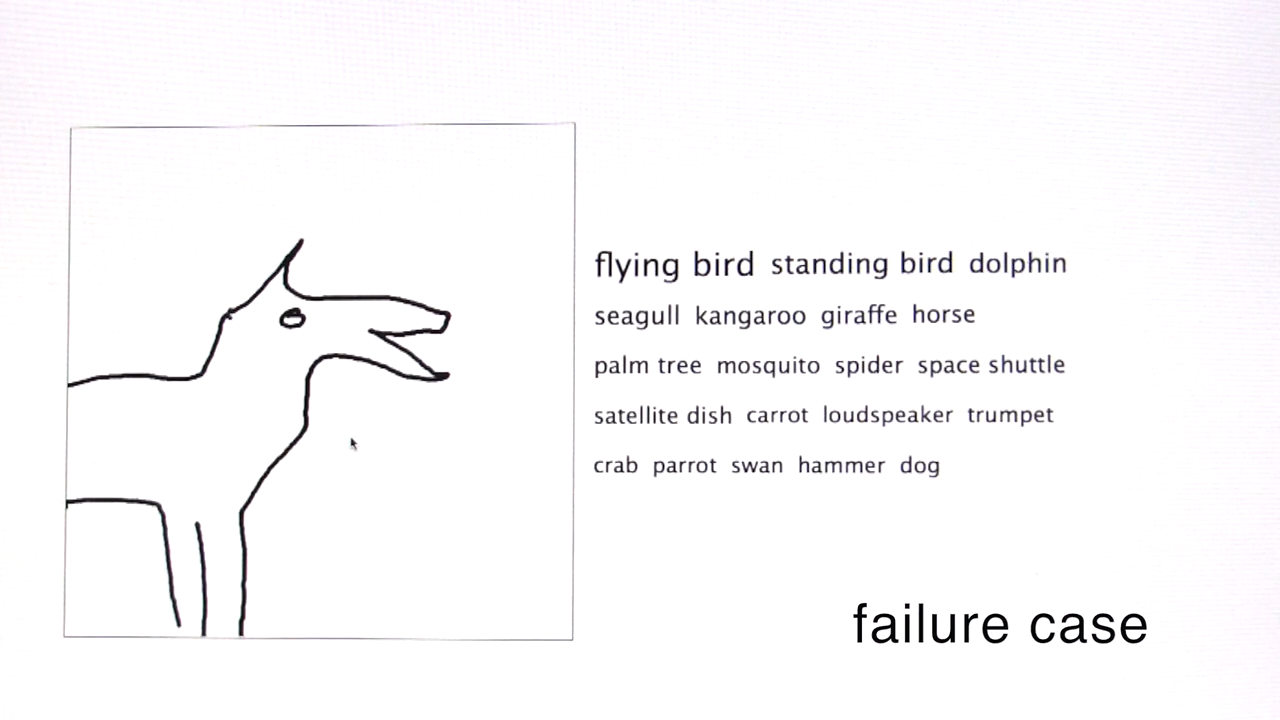 flying bird standing bird dolphin
seagull kangaroo giraffe horse
palm tree mosquito spider space shuttle
satellite dish carrot loudspeaker trumpet
crab parrot swan hammer dog
failure case